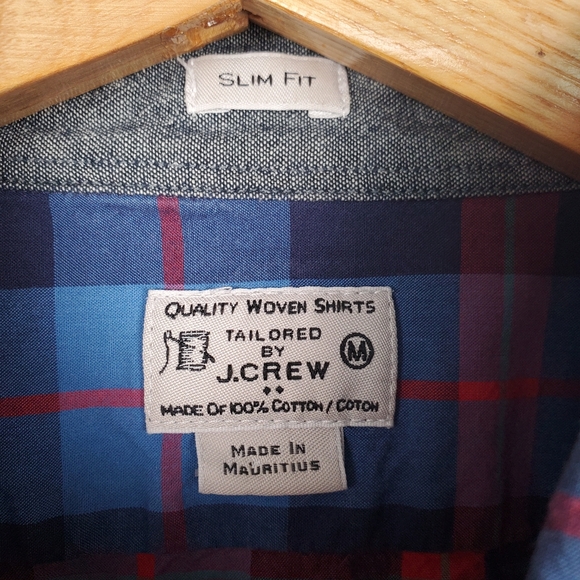 SLIM FIT
QUALITY WOVEN SHIRTS
TAILORED
BY
M
J.CREW
MADE OF 100% COTTON / COTON
MADE IN
MAURITIUS